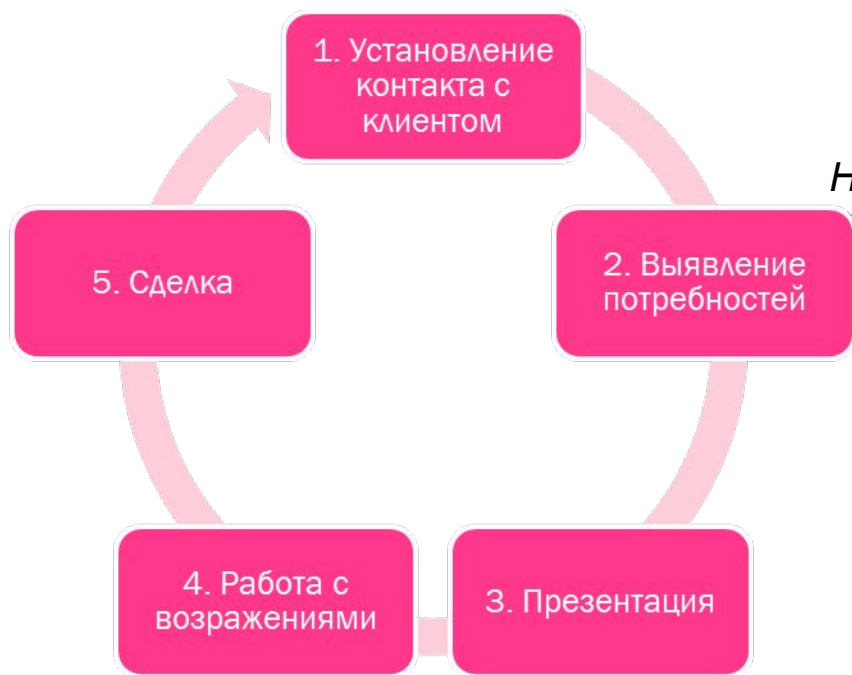 1. Установление
контакта с
клиентом
Н
2. Выявление
потребностей
3. Презентация
4. Работа с
возражениями
5. Сделка